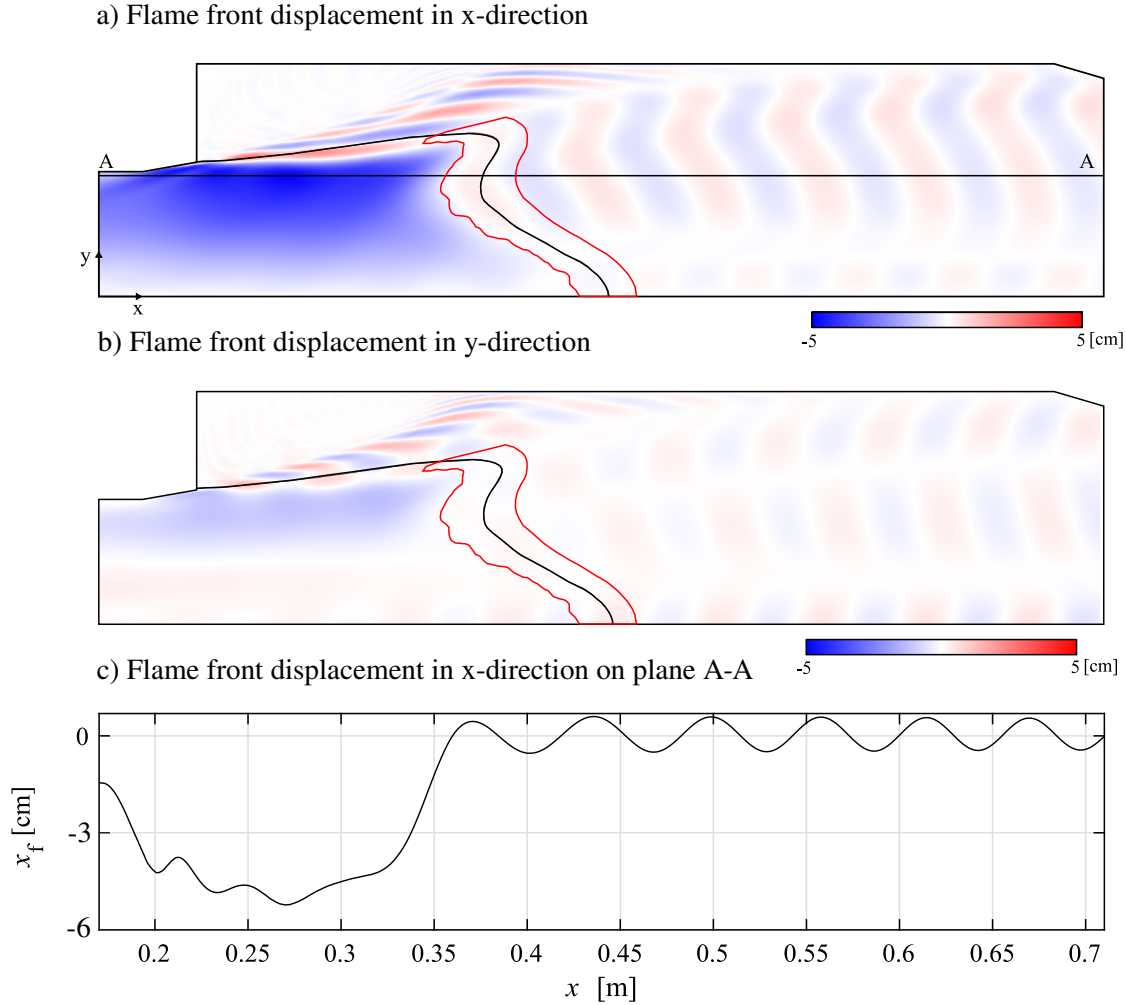 a) Flame front displacement in x-direction
A
A
y
x
-5
5 [cm]
b) Flame front displacement in y-direction
-5
5 [cm]
c) Flame front displacement in x-direction on plane A-A
0
-3
-6
x_f [cm]
0.2
0.25
0.3
0.35
0.4
0.45
0.5
0.55
0.6
0.65
0.7
x [m]